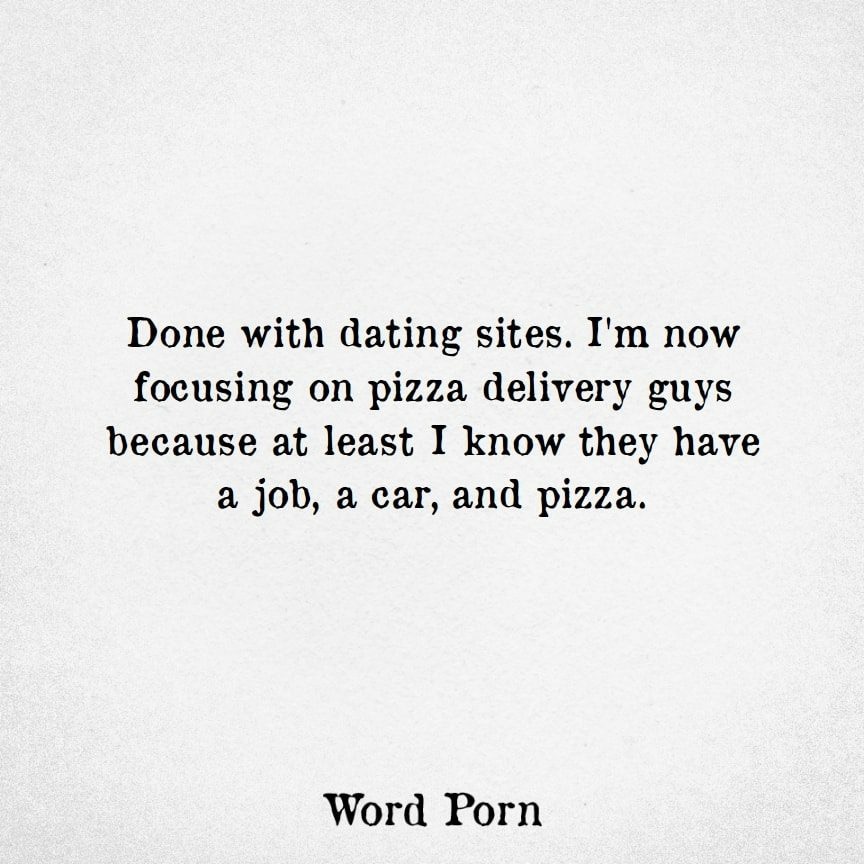 Done with dating sites. I'm now
focusing on pizza delivery guys
because at least I know they have
a job, a car, and pizza.
Word Porn